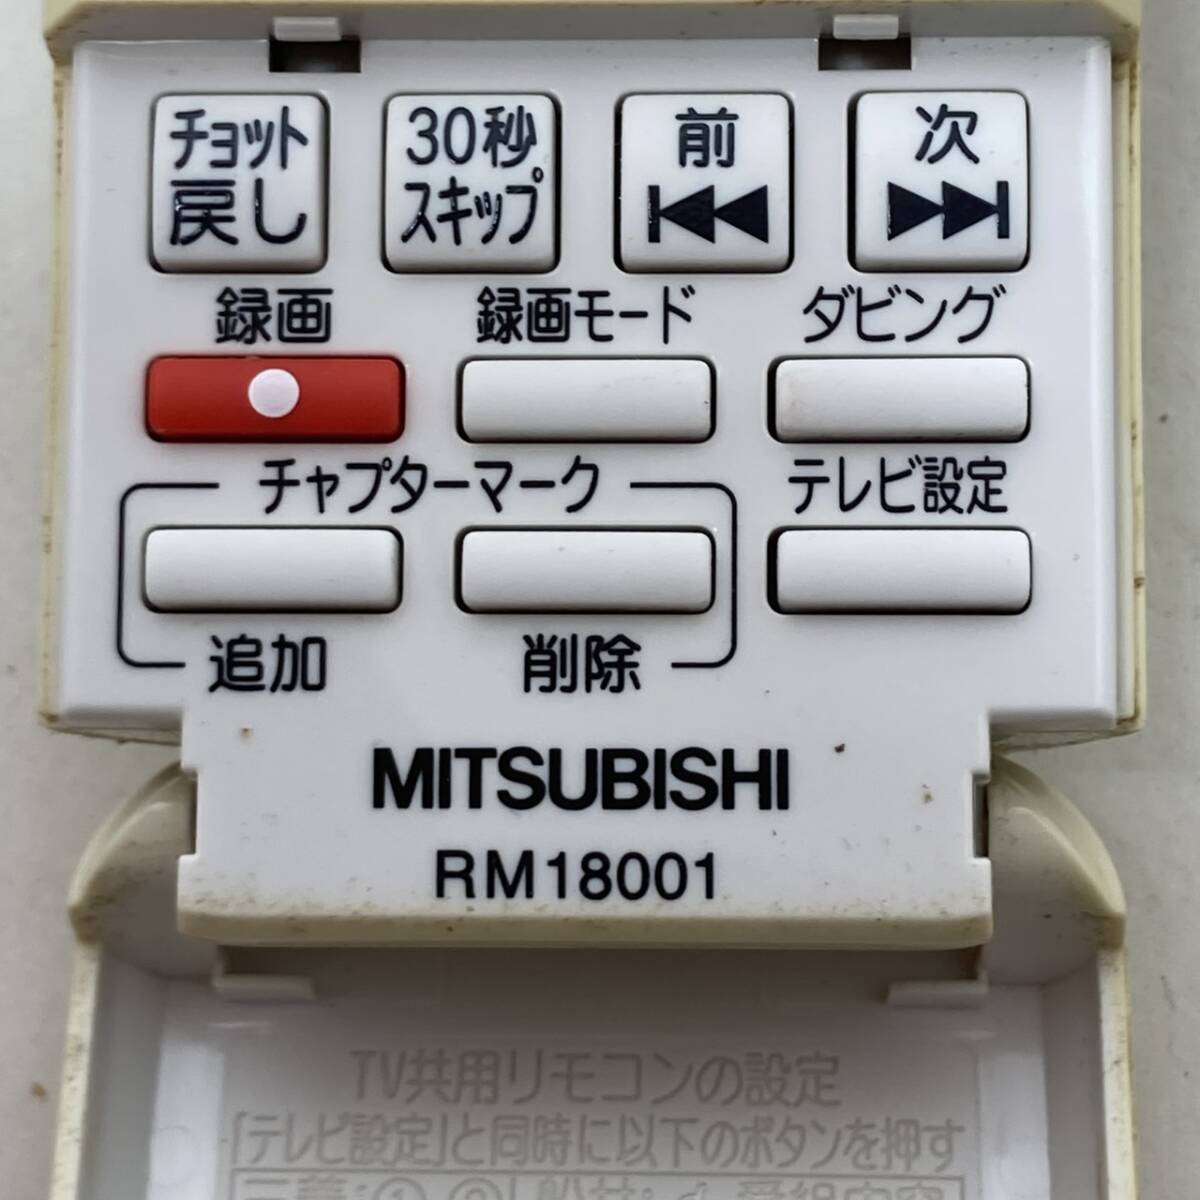 チョット
戻し
30秒
スキップ
前
次
録画
録画モード
ダビング
チャプターマーク
テレビ設定
追加
削除
MITSUBISHI
RM18001
TV共用リモコンの設定
「テレビ設定」と同時に以下のボタンを押す